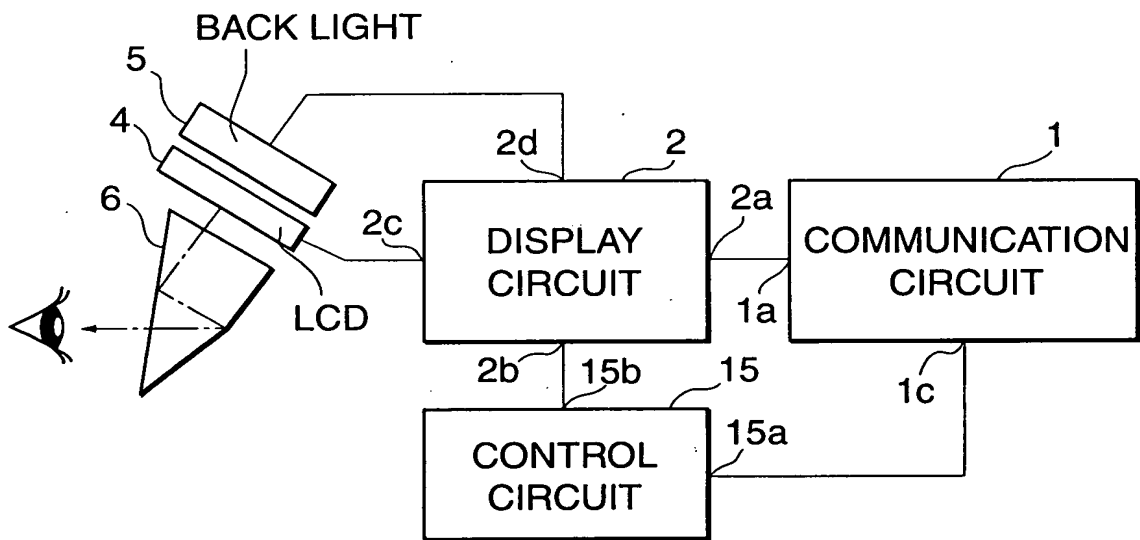 BACK LIGHT
5
4
6
2d
2
1
2c
2a
DISPLAY
CIRCUIT
COMMUNICATION
CIRCUIT
1a
LCD
2b
15b
15
1c
15a
CONTROL
CIRCUIT